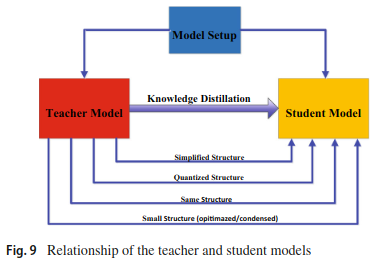 Model Setup
Knowledge Distillation
Teacher Model
Student Model
Simplified Structure
Quantized Structure
Same Structure
Small Structure (opitimazed/condensed)
Fig. 9 Relationship of the teacher and student models